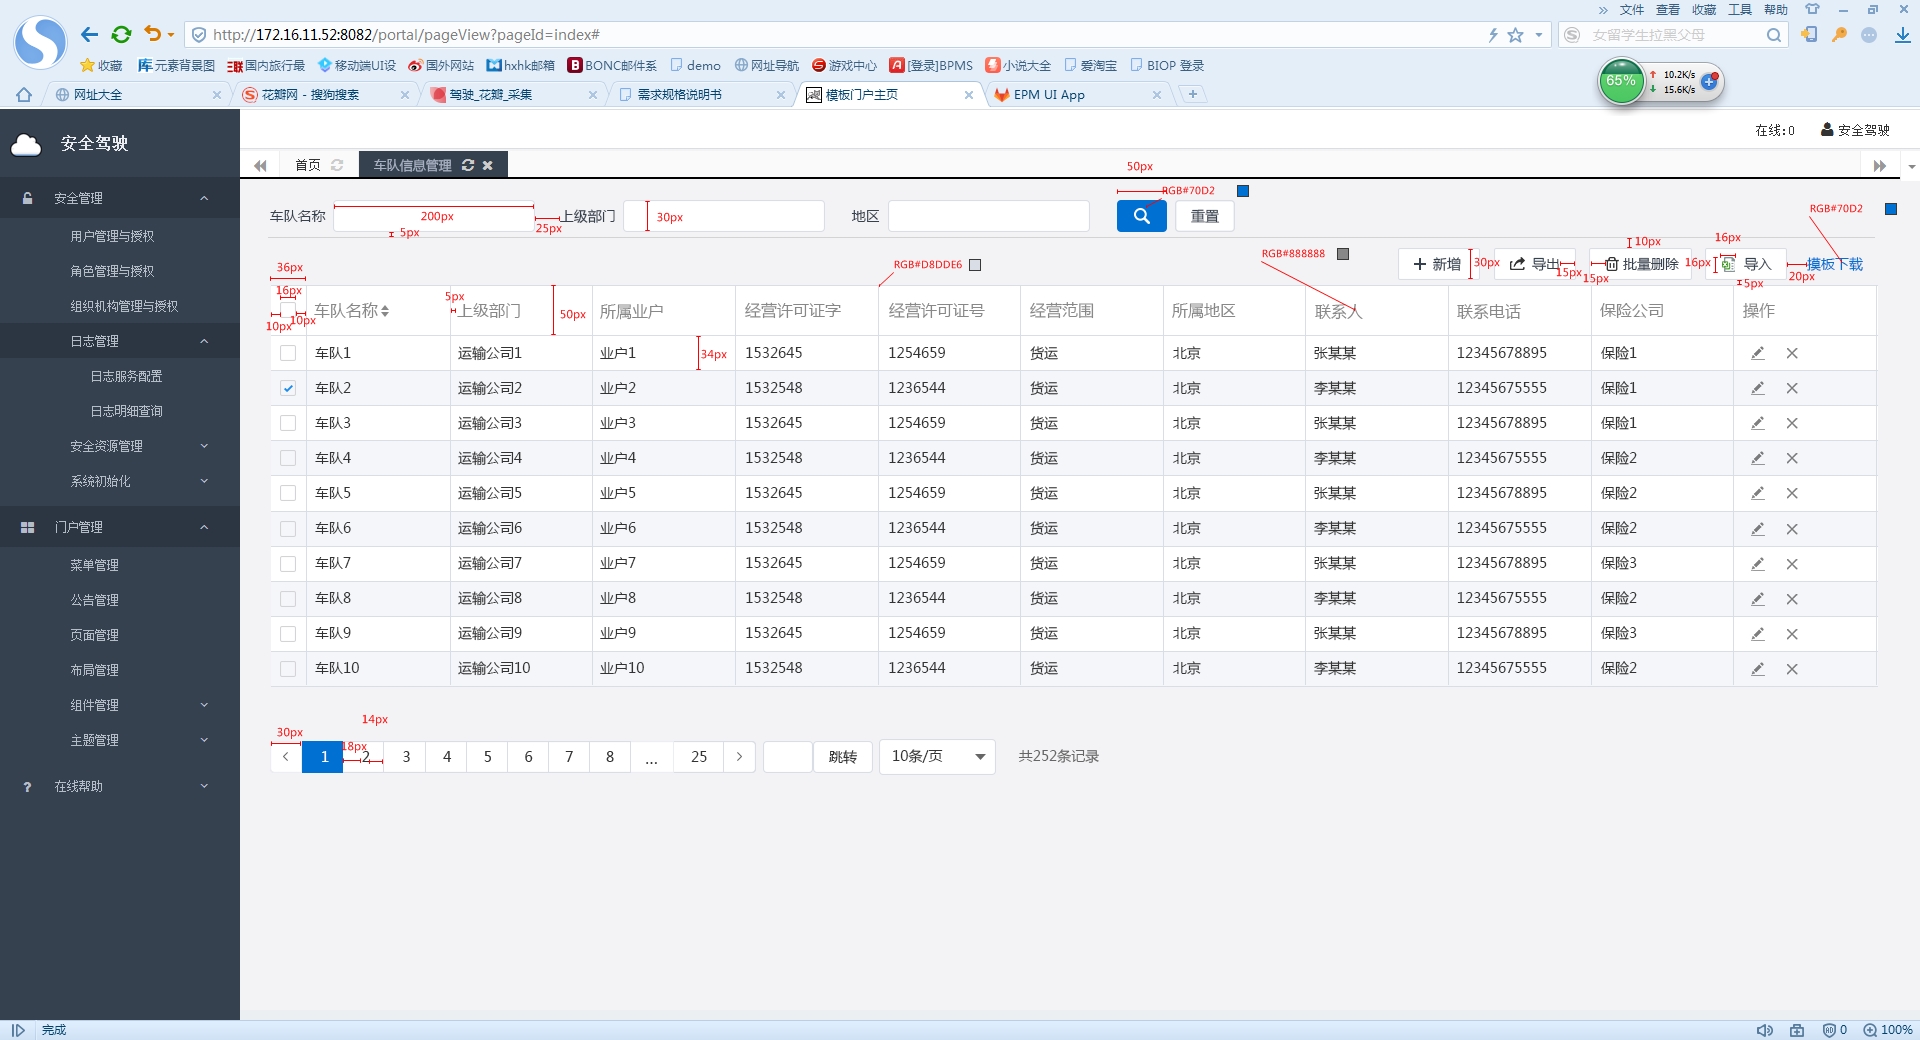 文件 查看 收藏 工具 帮助
http://172.16.11.52:8082/portal/pageView?pageId=index#
女留学生拉黑父母
收藏 元素背景图 国内旅行最 移动端UI设 国外网站 hxhk邮箱 BONC邮件系 demo 网址导航 游戏中心 [登录]BPMS 小说大全 爱淘宝 BIOP 登录
65% 10.2K/s
15.6K/s
网址大全 花瓣网 - 搜狗搜索 驾驶_花瓣_采集 需求规格说明书 模板门户主页 EPM UI App
安全驾驶
在线:0 安全驾驶
首页 车队信息管理
50px
RGB#70D2
RGB#70D2
安全管理
用户管理与授权
角色管理与授权
组织机构管理与授权
日志管理
日志服务配置
日志明细查询
安全资源管理
系统初始化
门户管理
菜单管理
公告管理
页面管理
布局管理
组件管理
主题管理
在线帮助
车队名称 200px 上级部门 30px 地区 重置
5px 25px
RGB#D8DDE6
RGB#888888
10px 16px
新增 30px 导出 15px 15px 批量删除 16px 导入 20px 模板下载
5px
36px
16px
10px 10px
5px
50px
车队名称 上级部门 所属业户 经营许可证字 经营许可证号 经营范围 所属地区 联系人 联系电话 保险公司 操作
车队1 运输公司1 业户1 34px 1532645 1254659 货运 北京 张某某 12345678895 保险1
车队2 运输公司2 业户2 1532548 1236544 货运 北京 李某某 12345675555 保险1
车队3 运输公司3 业户3 1532645 1254659 货运 北京 张某某 12345678895 保险1
车队4 运输公司4 业户4 1532548 1236544 货运 北京 李某某 12345675555 保险2
车队5 运输公司5 业户5 1532645 1254659 货运 北京 张某某 12345678895 保险2
车队6 运输公司6 业户6 1532548 1236544 货运 北京 李某某 12345675555 保险2
车队7 运输公司7 业户7 1532645 1254659 货运 北京 张某某 12345678895 保险3
车队8 运输公司8 业户8 1532548 1236544 货运 北京 李某某 12345675555 保险2
车队9 运输公司9 业户9 1532645 1254659 货运 北京 张某某 12345678895 保险3
车队10 运输公司10 业户10 1532548 1236544 货运 北京 李某某 12345675555 保险2
14px
30px
18px
1 2 3 4 5 6 7 8 ... 25 跳转 10条/页 共252条记录
完成
0 100%